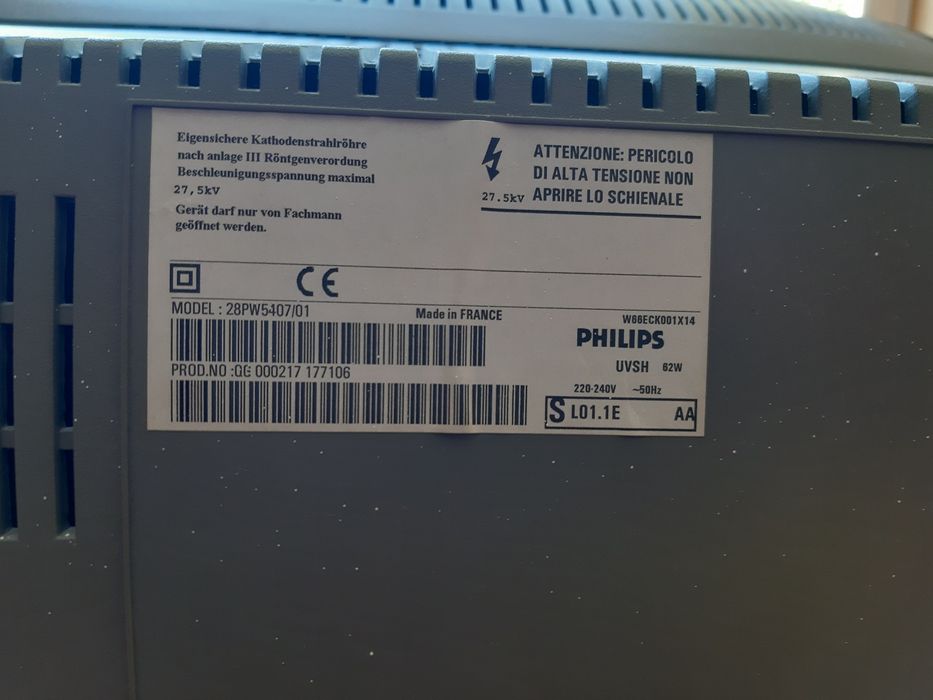 Eigensichere Kathodenstrahlröhre
nach anlage III Röntgenverordung
Beschleunigungsspannung maximal
27,5kV
Gerät darf nur von Fachmann
geöffnet werden.
ATTENZIONE: PERICOLO
DI ALTA TENSIONE NON
27.5kV APRIRE LO SCHIENALE
CE
MODEL : 28PW5407/01
Made in FRANCE
W66ECK001X14
PHILIPS
PROD.NO :QG 000217 177106
UVSH 62W
220-240V ~50Hz
S L01.1E AA